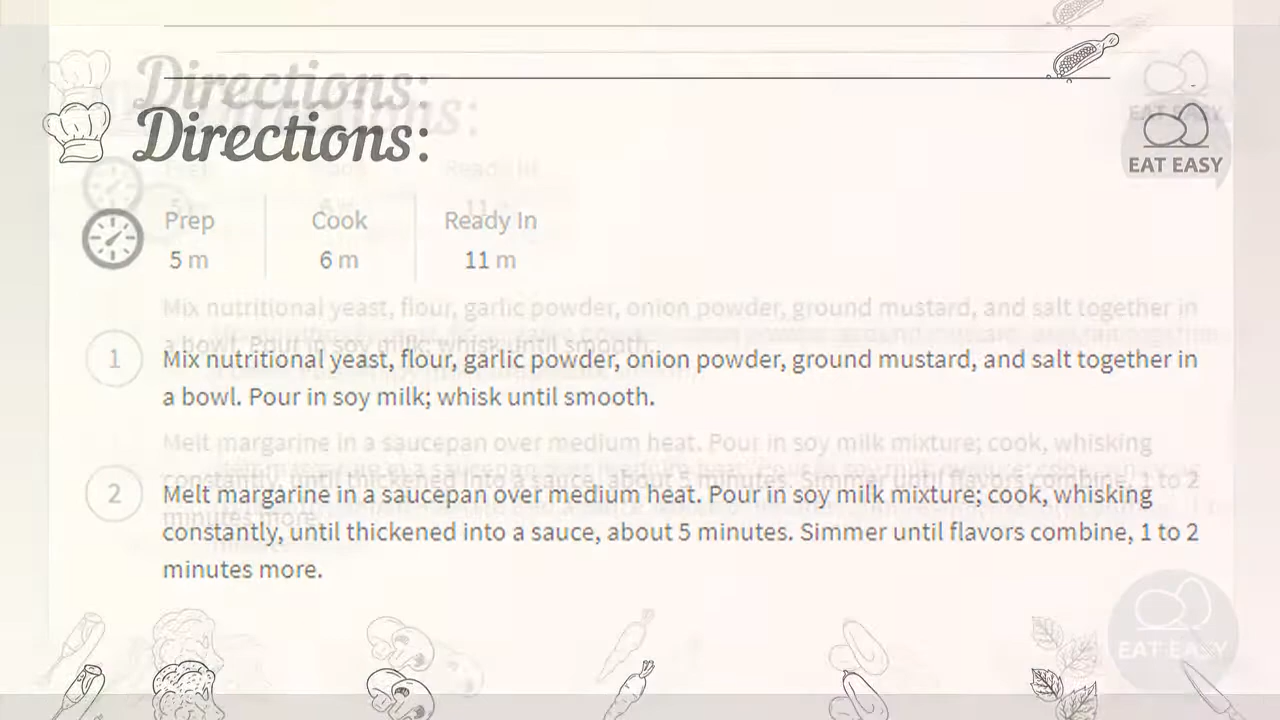 Directions:
EAT EASY
Prep
Cook
Ready In
5 m
6 m
11 m
1
Mix nutritional yeast, flour, garlic powder, onion powder, ground mustard, and salt together in
a bowl. Pour in soy milk; whisk until smooth.
2
Melt margarine in a saucepan over medium heat. Pour in soy milk mixture; cook, whisking
constantly, until thickened into a sauce, about 5 minutes. Simmer until flavors combine, 1 to 2
minutes more.
EAT EASY